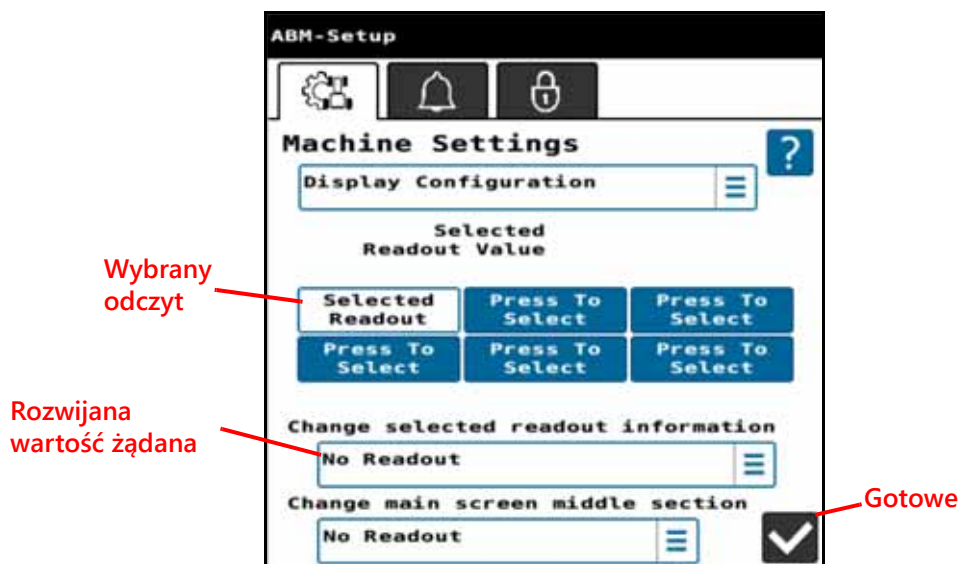 ABM-Setup
Machine Settings
?
Display Configuration
Selected
Readout Value
Wybrany
odczyt
Selected
Readout
Press To
Select
Press To
Select
Press To
Select
Press To
Select
Press To
Select
Rozwijana
wartość żądana
Change selected readout information
No Readout
Change main screen middle section
No Readout
Gotowe